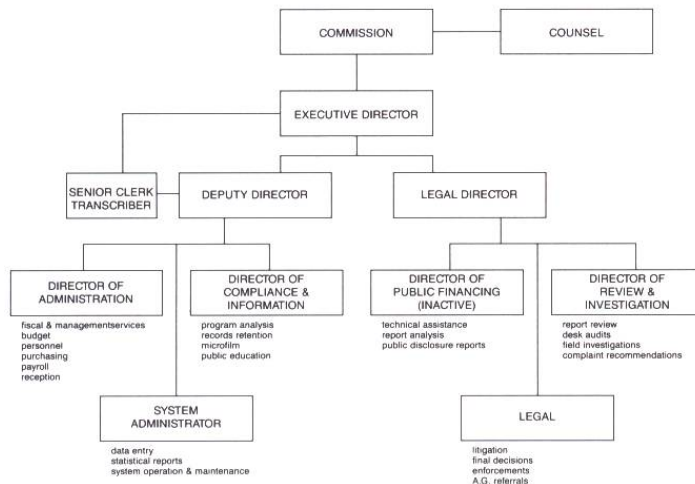 COMMISSION
COUNSEL
EXECUTIVE DIRECTOR
SENIOR CLERK
TRANSCRIBER
DEPUTY DIRECTOR
LEGAL DIRECTOR
DIRECTOR OF
ADMINISTRATION
fiscal & managementservices
budget
personnel
purchasing
payroll
reception
DIRECTOR OF
COMPLIANCE &
INFORMATION
program analysis
records retention
microfilm
public education
DIRECTOR OF
PUBLIC FINANCING
(INACTIVE)
technical assistance
report analysis
public disclosure reports
DIRECTOR OF
REVIEW &
INVESTIGATION
report review
desk audits
field investigations
complaint recommendations
SYSTEM
ADMINISTRATOR
data entry
statistical reports
system operation & maintenance
LEGAL
litigation
final decisions
enforcements
A.G. referrals